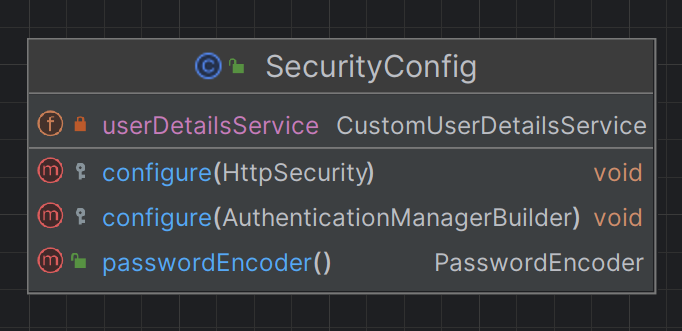 SecurityConfig
userDetailsService CustomUserDetailsService
configure(HttpSecurity) void
configure(AuthenticationManagerBuilder) void
passwordEncoder() PasswordEncoder